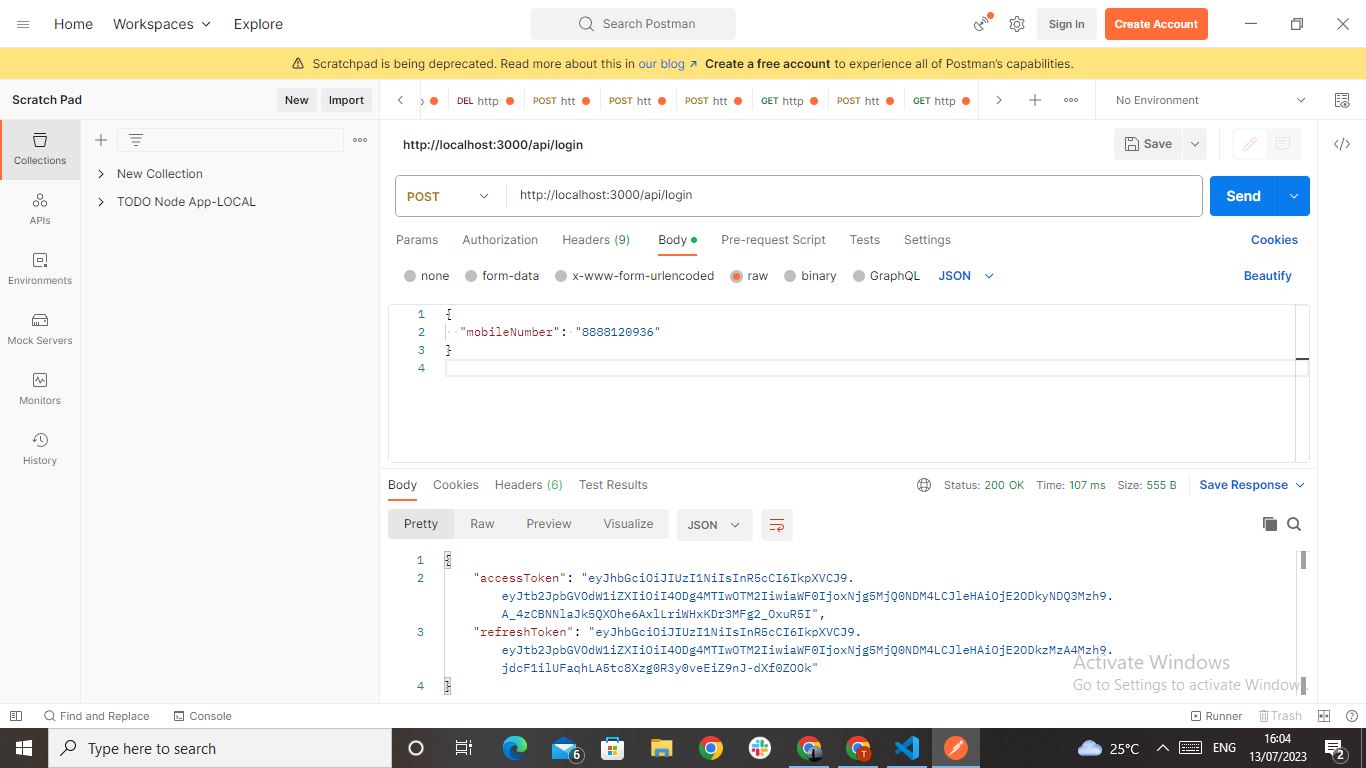 Home
Workspaces
Explore
Search Postman
Sign In
Create Account
Scratchpad is being deprecated. Read more about this in our blog ↗ Create a free account to experience all of Postman's capabilities.
Scratch Pad
New
Import
DEL http:
POST htt
POST htt
POST htt
GET http
POST htt
GET http
No Environment
Collections
APIs
Environments
Mock Servers
Monitors
History
New Collection
TODO Node App-LOCAL
http://localhost:3000/api/login
Save
POST
http://localhost:3000/api/login
Send
Params
Authorization
Headers (9)
Body
Pre-request Script
Tests
Settings
Cookies
none
form-data
x-www-form-urlencoded
raw
binary
GraphQL
JSON
Beautify
1 {
2 "mobileNumber": "8888120936"
3 }
4
Body
Cookies
Headers (6)
Test Results
Status: 200 OK Time: 107 ms Size: 555 B
Save Response
Pretty
Raw
Preview
Visualize
JSON
1 {
2 "accessToken": "eyJhbGciOiJIUzI1NiIsInR5cCI6IkpXVCJ9.
eyJtb2JpbGVOdW1iZXIiOiI4ODg4MTIwOTM2IiwiaWF0IjoxNjg5MjQ0NDM4LCJleHAiOjE2ODkyNDQ3Mzh9.
A_4zCBNNlaJk5QXOhe6AxlLriWHxKDr3MFg2_OxuR5I",
3 "refreshToken": "eyJhbGciOiJIUzI1NiIsInR5cCI6IkpXVCJ9.
eyJtb2JpbGVOdW1iZXIiOiI4ODg4MTIwOTM2IiwiaWF0IjoxNjg5MjQ0NDM4LCJleHAiOjE2ODkzMzA4Mzh9.
jdcF1ilUFaqhLA5tc8Xzg0R3y0veEiZ9nJ-dXf0ZOOk"
4 }
Activate Windows
Go to Settings to activate Windows.
Find and Replace
Console
Runner
Trash
Type here to search
6
25°C
ENG
16:04
13/07/2023
2